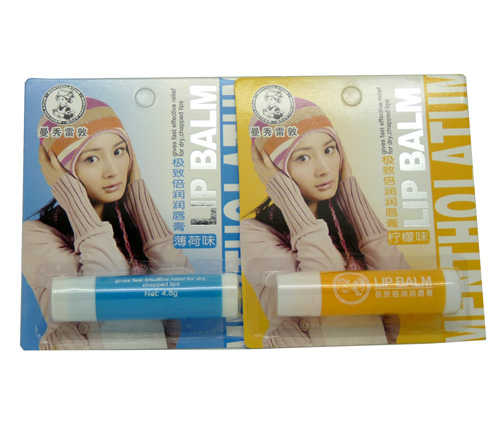 曼秀雷敦
gives fast effective relief
for dry,chapped lips
LIP BALM
极致倍润润唇膏
薄荷味
gives fast effective relief for dry,
chapped lips
Net: 4.8g
曼秀雷敦
gives fast effective relief
for dry,chapped lips
LIP BALM
极致倍润润唇膏
柠檬味
MENTHOLATUM
LIP BALM
极致倍润润唇膏